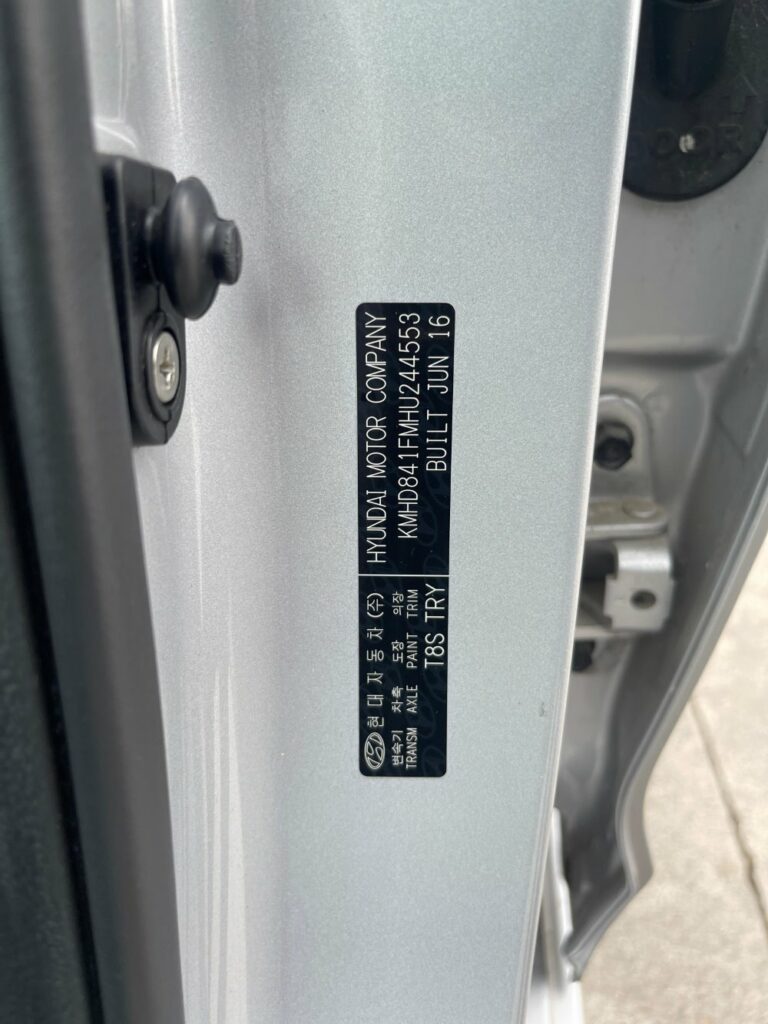 현대자동차(주)
변속기 차축 도장 의장
TRANSM AXLE PAINT TRIM
T8S TRY
HYUNDAI MOTOR COMPANY
KMHD841FMHU244553
BUILT JUN 16